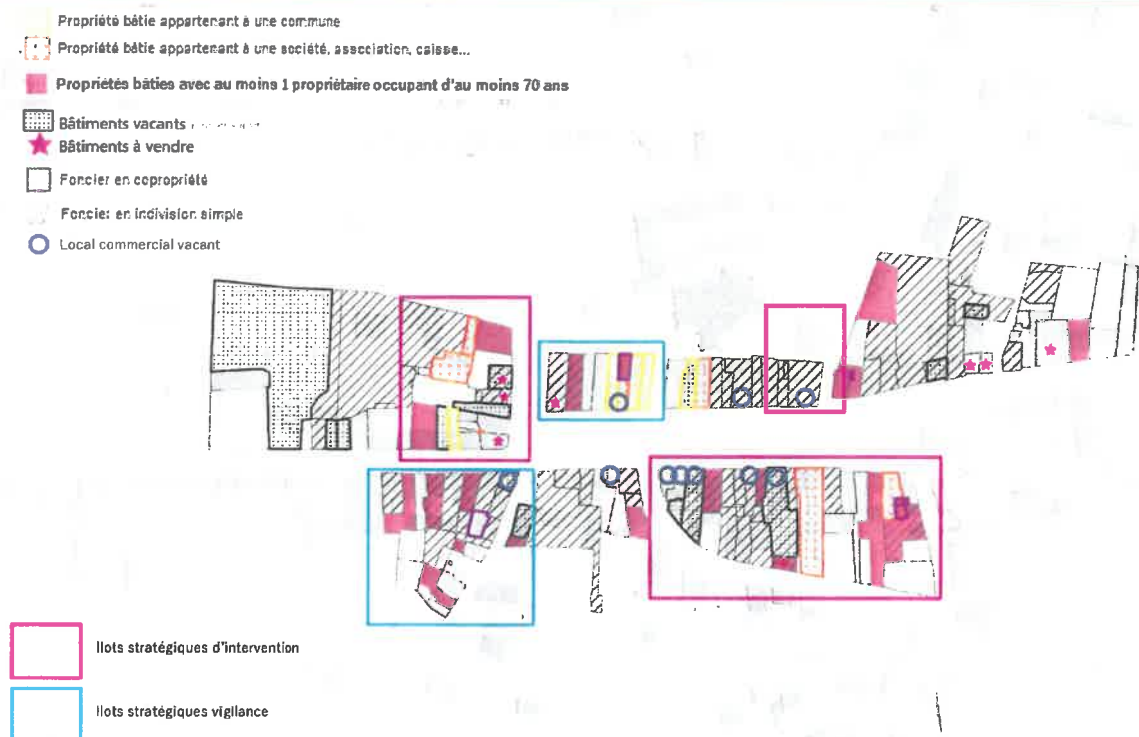 Propriété bâtie appartenant à une commune
Propriété bâtie appartenant à une société, association, caisse...
Propriétés bâties avec au moins 1 propriétaire occupant d'au moins 70 ans
Bâtiments vacants
Bâtiments à vendre
Foncier en copropriété
Foncier en indivision simple
Local commercial vacant
Ilots stratégiques d'intervention
Ilots stratégiques vigilance